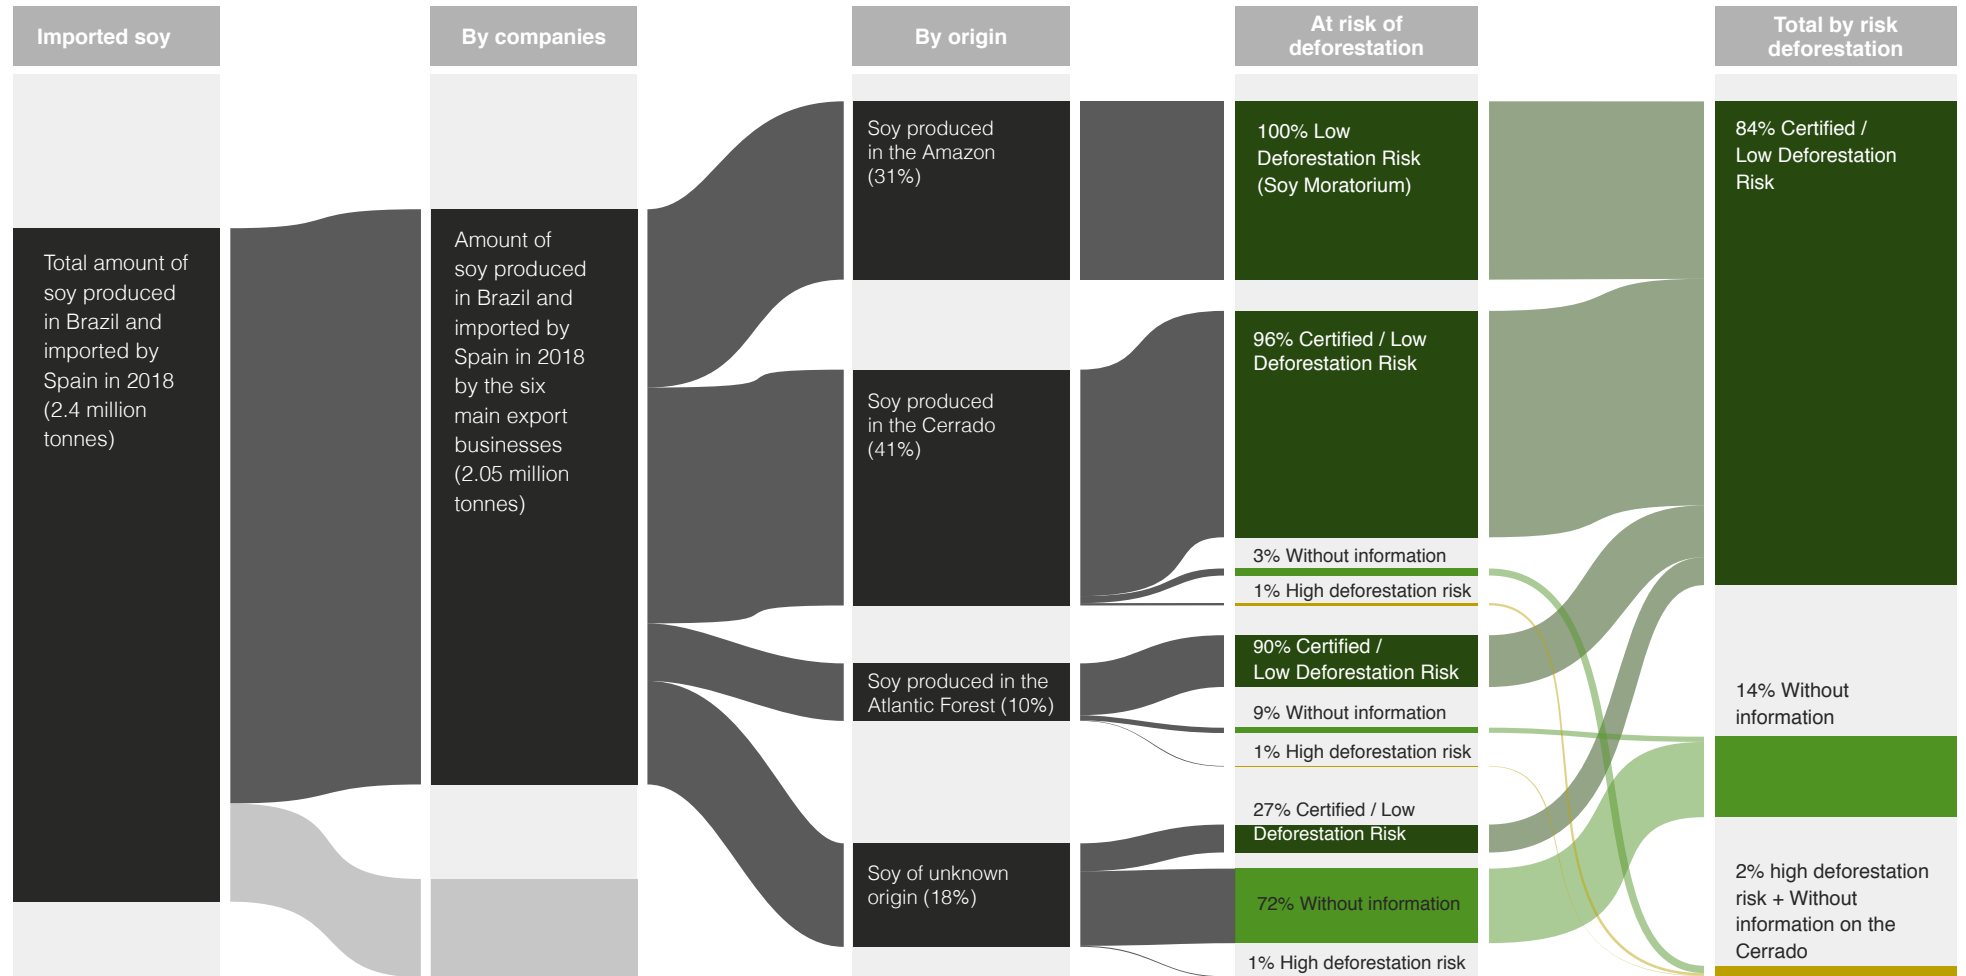 Imported soy
By companies
By origin
At risk of
deforestation
Total by risk
deforestation
Total amount of
soy produced
in Brazil and
imported by
Spain in 2018
(2.4 million
tonnes)
Amount of
soy produced
in Brazil and
imported by
Spain in 2018
by the six
main export
businesses
(2.05 million
tonnes)
Soy produced
in the Amazon
(31%)
Soy produced
in the Cerrado
(41%)
Soy produced in the
Atlantic Forest (10%)
Soy of unknown
origin (18%)
100% Low
Deforestation Risk
(Soy Moratorium)
96% Certified / Low
Deforestation Risk
3% Without information
1% High deforestation risk
90% Certified /
Low Deforestation Risk
9% Without information
1% High deforestation risk
27% Certified / Low
Deforestation Risk
72% Without information
1% High deforestation risk
84% Certified /
Low Deforestation
Risk
14% Without
information
2% high deforestation
risk + Without
information on the
Cerrado